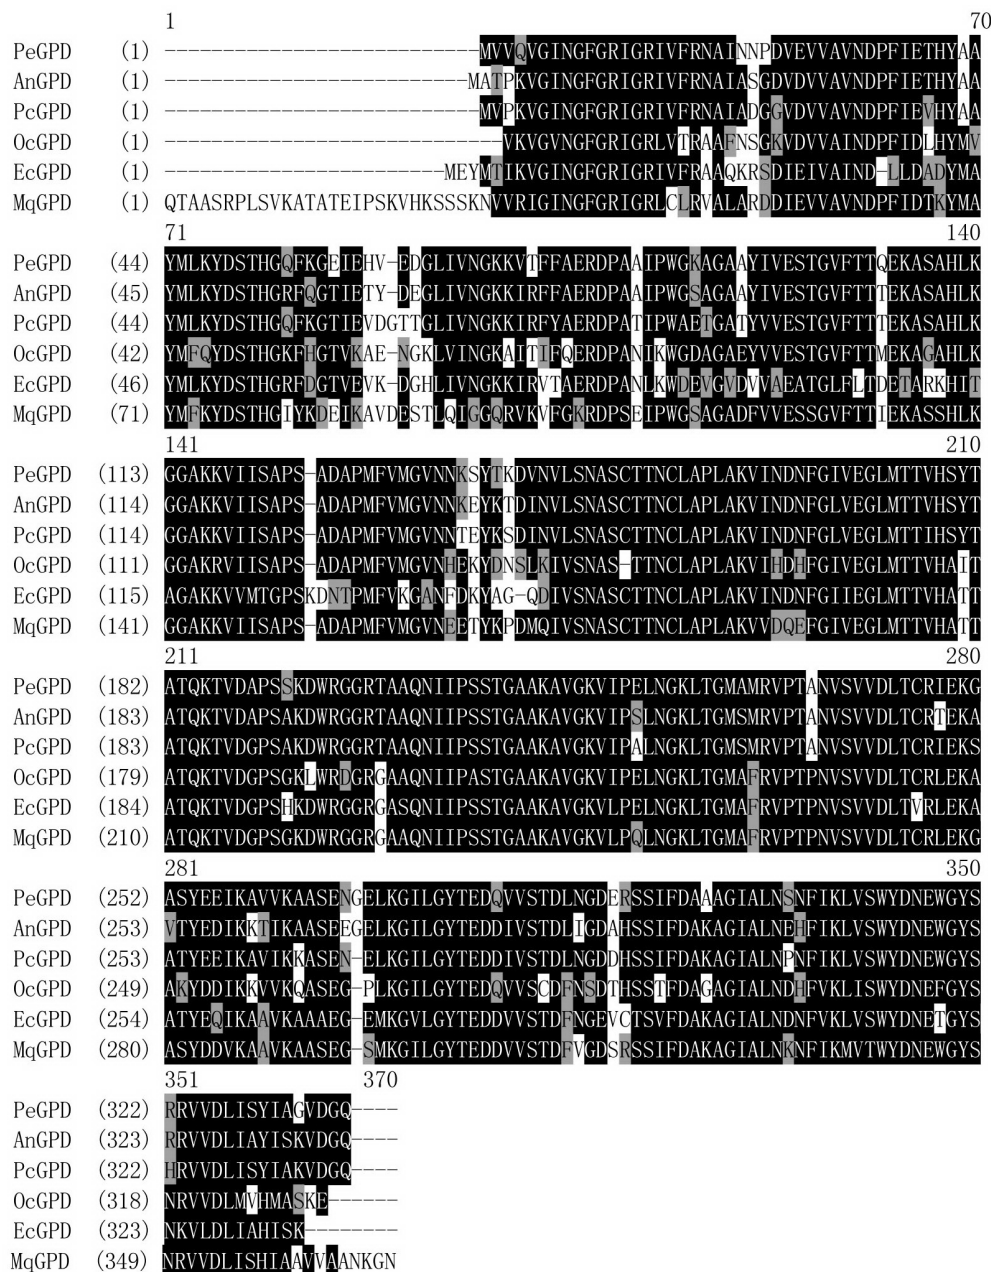 1 70
PeGPD (1) ---------------------------MVVQVGINGFGRIGRIVFRNAINNPDVEVVAVNDPFIETHYAA
AnGPD (1) --------------------------MATPKVGINGFGRIGRIVFRNAIASGDVDVVAVNDPFIETHYAA
PcGPD (1) ---------------------------MVPKVGINGFGRIGRIVFRNAIADGGVDVVAVNDPFIEVHYAA
OcGPD (1) -----------------------------VKVGVNGFGRIGRLVTRAAFNSGKVDVVAINDPFIDLHYMV
EcGPD (1) ------------------------MEYMTIKVGINGFGRIGRIVFRAAQKRSDIEIVAIND-LLDADYMA
MqGPD (1) QTAASRPLSVKATATEIPSKVHKSSSKNVVRIGINGFGRIGRLCLRVALARDDIEVVAVNDPFIDTKYMA
71 140
PeGPD (44) YMLKYDSTHGQFKGEIEHV-EDGLIVNGKKVTFFAERDPAAIPWGKAGAAYIVESTGVFTTQEKASAHLK
AnGPD (45) YMLKYDSTHGRFQGTIETY-DEGLIVNGKKIRFFAERDPAAIPWGSAGAAYIVESTGVFTTTEKASAHLK
PcGPD (44) YMLKYDSTHGQFKGTIEVDGTTGLIVNGKKIRFYAERDPATIPWAETGATYVVESTGVFTTTEKASAHLK
OcGPD (42) YMFQYDSTHGKFHGTVKAE-NGKLVINGKAITIFQERDPANIKWGDAGAEYVVESTGVFTTMEKAGAHLK
EcGPD (46) YMLKYDSTHGRFDGTVEVK-DGHLIVNGKKIRVTAERDPANLKWDEVGVDVVAEATGLFLTDETARKHIT
MqGPD (71) YMFKYDSTHGIYKDEIKAVDESTLQIGGQRVKVFGKRDPSEIPWGSAGADFVVESSGVFTTIEKASSHLK
141 210
PeGPD (113) GGAKKVIISAPS-ADAPMFVMGVNNKSYTKDVNVLSNASCTTNCLAPLAKVINDNFGIVEGLMTTVHSYT
AnGPD (114) GGAKKVIISAPS-ADAPMFVMGVNNKEYKTDINVLSNASCTTNCLAPLAKVINDNFGLVEGLMTTVHSYT
PcGPD (114) GGAKKVIISAPS-ADAPMFVMGVNNTEYKSDINVLSNASCTTNCLAPLAKVINDNFGLVEGLMTTIHSYT
OcGPD (111) GGAKRVIISAPS-ADAPMFVMGVNHEKYDNSLKIVSNAS-TTNCLAPLAKVIHDHFGIVEGLMTTVHAIT
EcGPD (115) AGAKKVVMTGPSKDNTPMFVKGANFDKYAG-QDIVSNASCTTNCLAPLAKVINDNFGIIEGLMTTVHATT
MqGPD (141) GGAKKVIISAPS-ADAPMFVMGVNEETYKPDMQIVSNASCTTNCLAPLAKVVDQEFGIVEGLMTTVHATT
211 280
PeGPD (182) ATQKTVDAPSSKDWRGGRTAAQNIIPSSTGAAKAVGKVIPELNGKLTGMAMRVPTANVSVVDLTCRIEKG
AnGPD (183) ATQKTVDAPSAKDWRGGRTAAQNIIPSSTGAAKAVGKVIPSLNGKLTGMSMRVPTANVSVVDLTCRTEKA
PcGPD (183) ATQKTVDGPSAKDWRGGRTAAQNIIPSSTGAAKAVGKVIPALNGKLTGMSMRVPTANVSVVDLTCRIEKS
OcGPD (179) ATQKTVDGPSGKLWRDGRGAAQNIIPASTGAAKAVGKVIPELNGKLTGMAFRVPTPNVSVVDLTCRLEKA
EcGPD (184) ATQKTVDGPSHKDWRGGRGASQNIIPSSTGAAKAVGKVLPELNGKLTGMAFRVPTPNVSVVDLTVRLEKA
MqGPD (210) ATQKTVDGPSGKDWRGGRGAAQNIIPSSTGAAKAVGKVLPQLNGKLTGMAFRVPTPNVSVVDLTCRLEKG
281 350
PeGPD (252) ASYEEIKAVVKAASENGELKGILGYTEDQVVSTDLNGDERSSIFDAAAGIALNSNFIKLVSWYDNEWGYS
AnGPD (253) VTYEDIKKTIKAASEEGELKGILGYTEDDIVSTDLIGDAHSSIFDAKAGIALNEHFIKLVSWYDNEWGYS
PcGPD (253) ATYEEIKAVIKKASEN-ELKGILGYTEDDIVSTDLNGDDHSSIFDAKAGIALNPNFIKLVSWYDNEWGYS
OcGPD (249) AKYDDIKKVVKQASEG-PLKGILGYTEDQVVSCDFNSDTHSSTFDAGAGIALNDHFVKLISWYDNEFGYS
EcGPD (254) ATYEQIKAAVKAAAEG-EMKGVLGYTEDDVVSTDFNGEVCTSVFDAKAGIALNDNFVKLVSWYDNETGYS
MqGPD (280) ASYDDVKAAVKAASEG-SMKGILGYTEDDVVSTDFVGDSRSSIFDAKAGIALNKNFIKMVTWYDNEWGYS
351 370
PeGPD (322) RRVVDLISYIAGVDGQ----
AnGPD (323) RRVVDLIAYISKVDGQ----
PcGPD (322) HRVVDLISYIAKVDGQ----
OcGPD (318) NRVVDLMVHMASKE------
EcGPD (323) NKVLDLIAHISK--------
MqGPD (349) NRVVDLISHIAAVVAANKGN